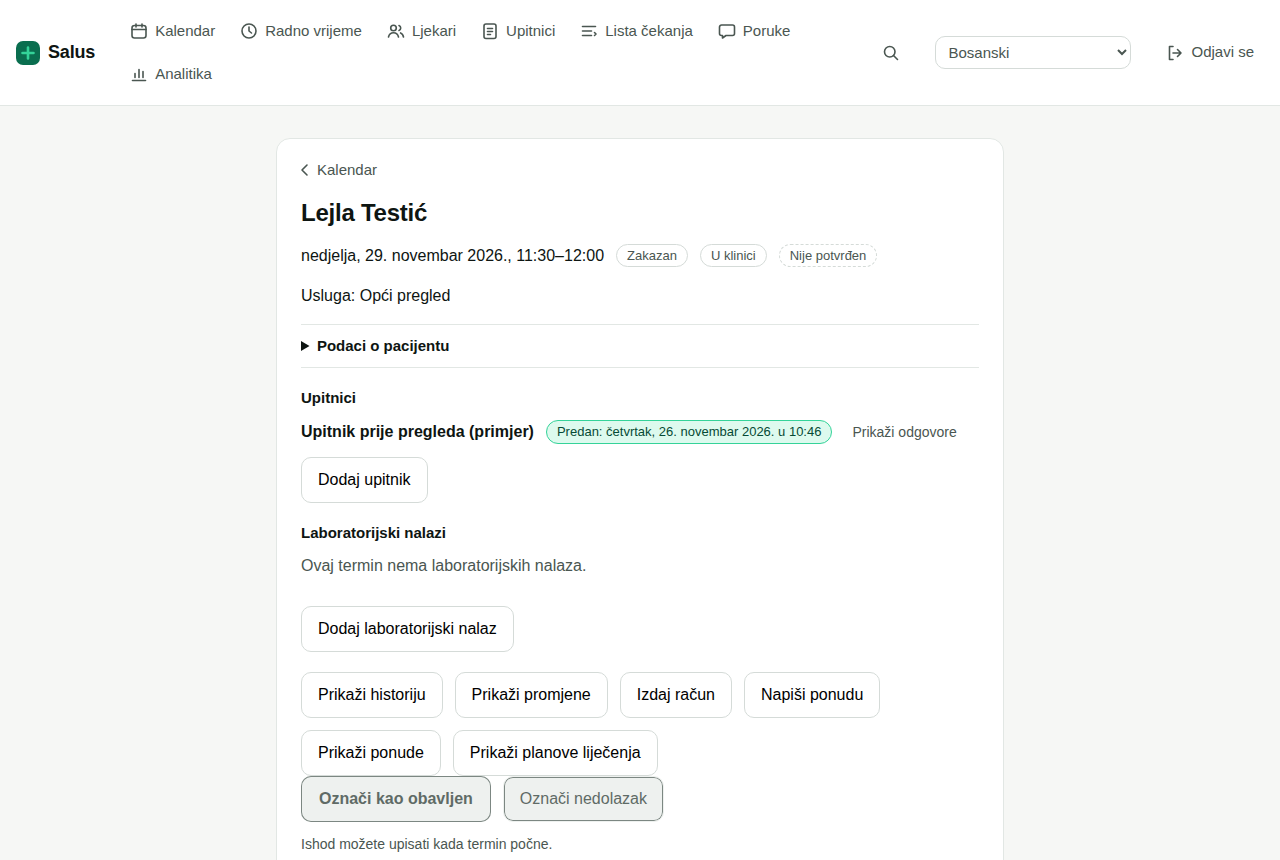 Salus
Kalendar
Radno vrijeme
Ljekari
Upitnici
Lista čekanja
Poruke
Analitika
Bosanski
Odjavi se
Kalendar
Lejla Testić
nedjelja, 29. novembar 2026., 11:30–12:00 Zakazan U klinici Nije potvrđen
Usluga: Opći pregled
Podaci o pacijentu
Upitnici
Upitnik prije pregleda (primjer) Predan: četvrtak, 26. novembar 2026. u 10:46 Prikaži odgovore
Dodaj upitnik
Laboratorijski nalazi
Ovaj termin nema laboratorijskih nalaza.
Dodaj laboratorijski nalaz
Prikaži historiju Prikaži promjene Izdaj račun Napiši ponudu
Prikaži ponude Prikaži planove liječenja
Označi kao obavljen Označi nedolazak
Ishod možete upisati kada termin počne.